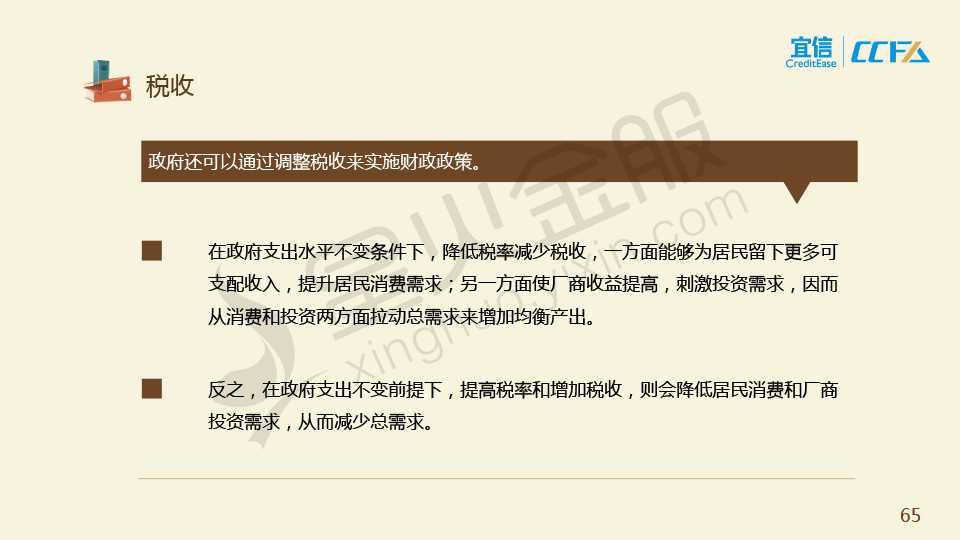 宜信
CreditEase
CCFA
税收
政府还可以通过调整税收来实施财政政策。
在政府支出水平不变条件下，降低税率减少税收，一方面能够为居民留下更多可
支配收入，提升居民消费需求；另一方面使厂商收益提高，刺激投资需求，因而
从消费和投资两方面拉动总需求来增加均衡产出。
反之，在政府支出不变前提下，提高税率和增加税收，则会降低居民消费和厂商
投资需求，从而减少总需求。
星火金服
xinghuo.yixin.com
65